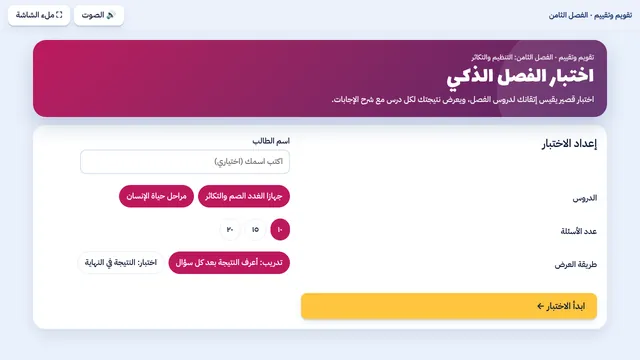 تقويم وتقييم · الفصل الثامن
🔊 الصوت
⛶ ملء الشاشة
تقويم وتقييم · الفصل الثامن: التنظيم والتكاثر
اختبار الفصل الذكي
اختبار قصير يقيس إتقانك لدروس الفصل، ويعرض نتيجتك لكل درس مع شرح الإجابات.
إعداد الاختبار
اسم الطالب
اكتب اسمك (اختياري)
الدروس
جهازا الغدد الصم والتكاثر
مراحل حياة الإنسان
عدد الأسئلة
١٠
١٥
٢٠
طريقة العرض
تدريب: أعرف النتيجة بعد كل سؤال
اختبار: النتيجة في النهاية
ابدأ الاختبار ←